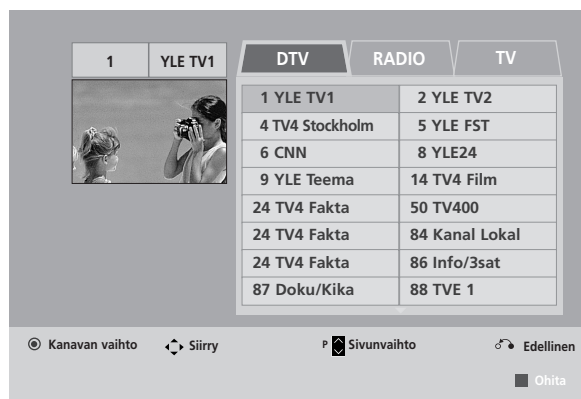 1 YLE TV1
DTV RADIO TV
1 YLE TV1 2 YLE TV2
4 TV4 Stockholm 5 YLE FST
6 CNN 8 YLE24
9 YLE Teema 14 TV4 Film
24 TV4 Fakta 50 TV400
24 TV4 Fakta 84 Kanal Lokal
24 TV4 Fakta 86 Info/3sat
87 Doku/Kika 88 TVE 1
Kanavan vaihto Siirry P Sivunvaihto Edellinen
Ohita